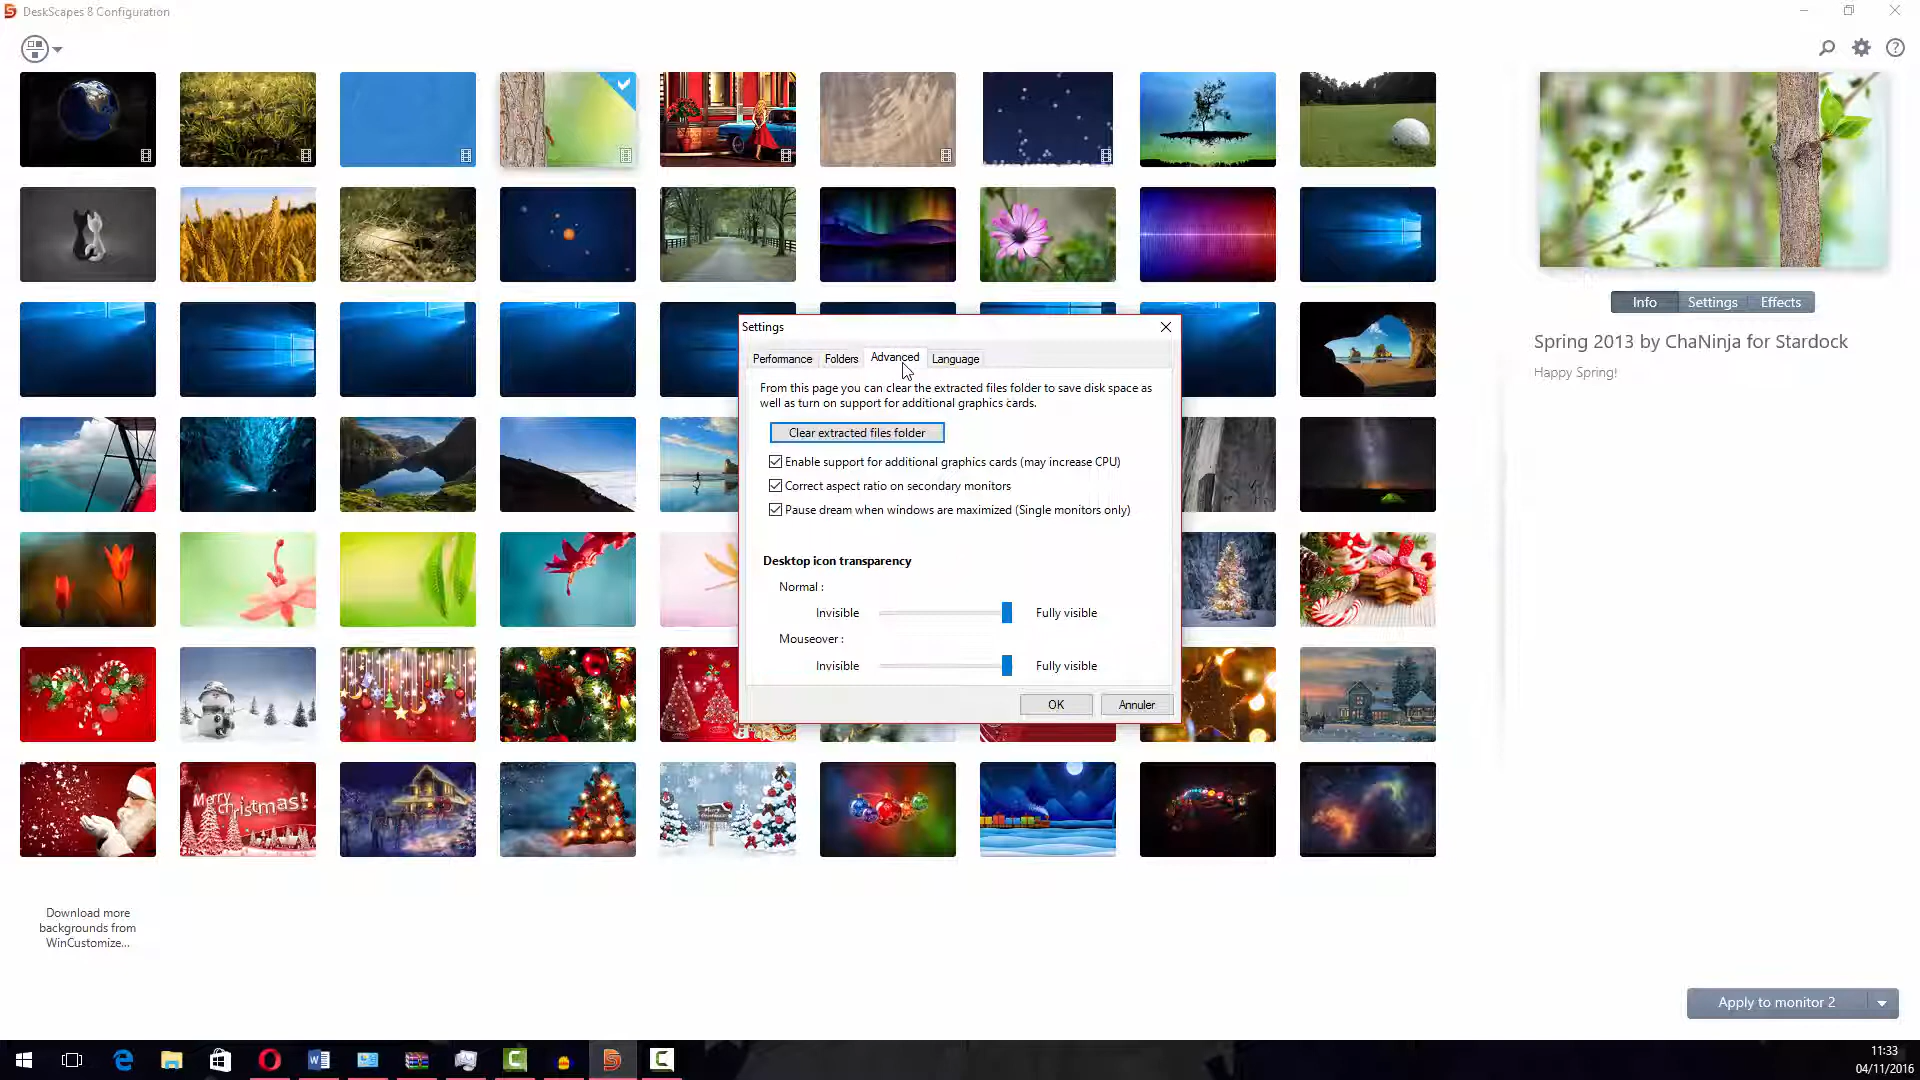 DeskScapes 8 Configuration
Info
Settings
Effects
Spring 2013 by ChaNinja for Stardock
Happy Spring!
Settings
Performance
Folders
Advanced
Language
From this page you can clear the extracted files folder to save disk space as
well as turn on support for additional graphics cards.
Clear extracted files folder
Enable support for additional graphics cards (may increase CPU)
Correct aspect ratio on secondary monitors
Pause dream when windows are maximized (Single monitors only)
Desktop icon transparency
Normal :
Invisible
Fully visible
Mouseover :
Invisible
Fully visible
OK
Annuler
Merry
christmas!
Download more
backgrounds from
WinCustomize...
Apply to monitor 2
11:33
04/11/2016